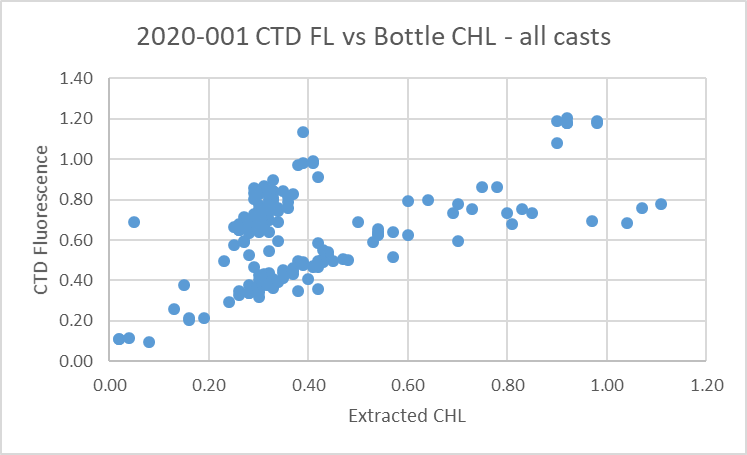 2020-001 CTD FL vs Bottle CHL - all casts
1.40
1.20
1.00
0.80
0.60
0.40
0.20
0.00
CTD Fluorescence
0.00 0.20 0.40 0.60 0.80 1.00 1.20
Extracted CHL